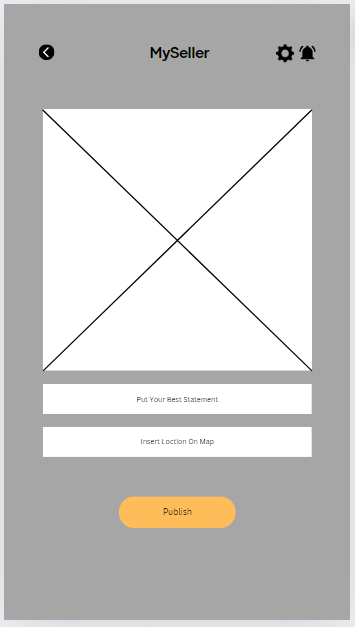 MySeller
Put Your Best Statement
Insert Loction On Map
Publish